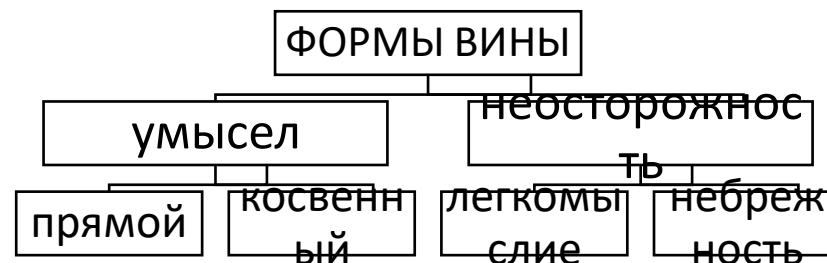 ФОРМЫ ВИНЫ
умысел
неосторожнос
ть
прямой
косвенн
ый
легкомы
слие
небреж
ность